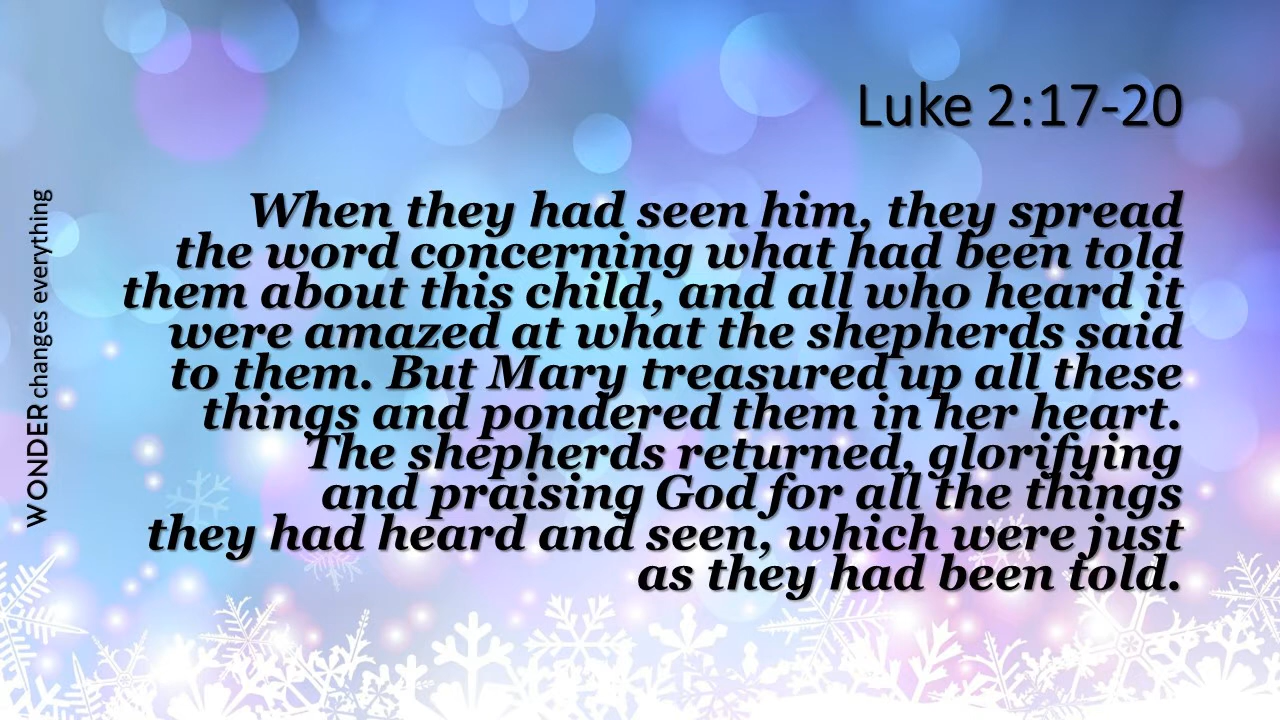 Luke 2:17-20
When they had seen him, they spread
the word concerning what had been told
them about this child, and all who heard it
were amazed at what the shepherds said
to them. But Mary treasured up all these
things and pondered them in her heart.
The shepherds returned, glorifying
and praising God for all the things
they had heard and seen, which were just
as they had been told.
WONDER changes everything